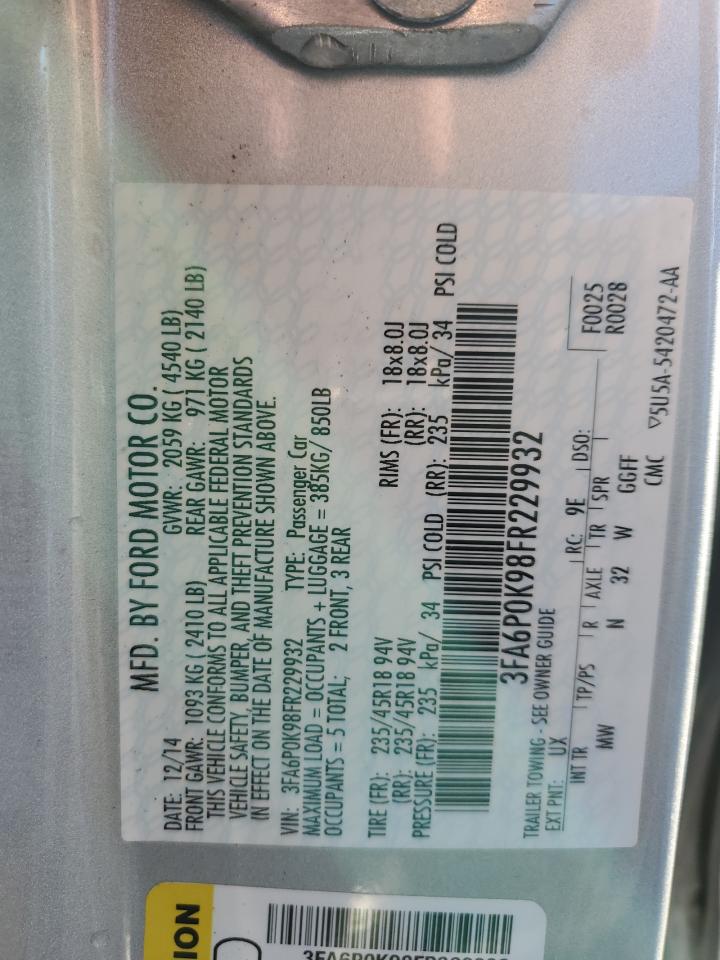 MFD. BY FORD MOTOR CO.
DATE: 12/14 GVWR: 2059 KG ( 4540 LB)
FRONT GAWR: 1093 KG ( 2410 LB) REAR GAWR: 971 KG ( 2140 LB)
THIS VEHICLE CONFORMS TO ALL APPLICABLE FEDERAL MOTOR
VEHICLE SAFETY, BUMPER, AND THEFT PREVENTION STANDARDS
IN EFFECT ON THE DATE OF MANUFACTURE SHOWN ABOVE.
VIN: 3FA6P0K98FR229932 TYPE: Passenger Car
MAXIMUM LOAD = OCCUPANTS + LUGGAGE = 385KG/ 850LB
OCCUPANTS = 5 TOTAL; 2 FRONT, 3 REAR
TIRE (FR): 235/45R18 94V RIMS (FR): 18x8.0J
(RR): 235/45R18 94V (RR): 18x8.0J
PRESSURE (FR): 235 kPa/ 34 PSI COLD (RR): 235 kPa/ 34 PSI COLD
3FA6P0K98FR229932
TRAILER TOWING - SEE OWNER GUIDE
EXT PNT: UX RC: 9E DSO: F0025
R0028
INT TR TP/PS R AXLE TR SPR
MW N 32 W GGFF
CMC ▽5U5A-5420472-AA
ION